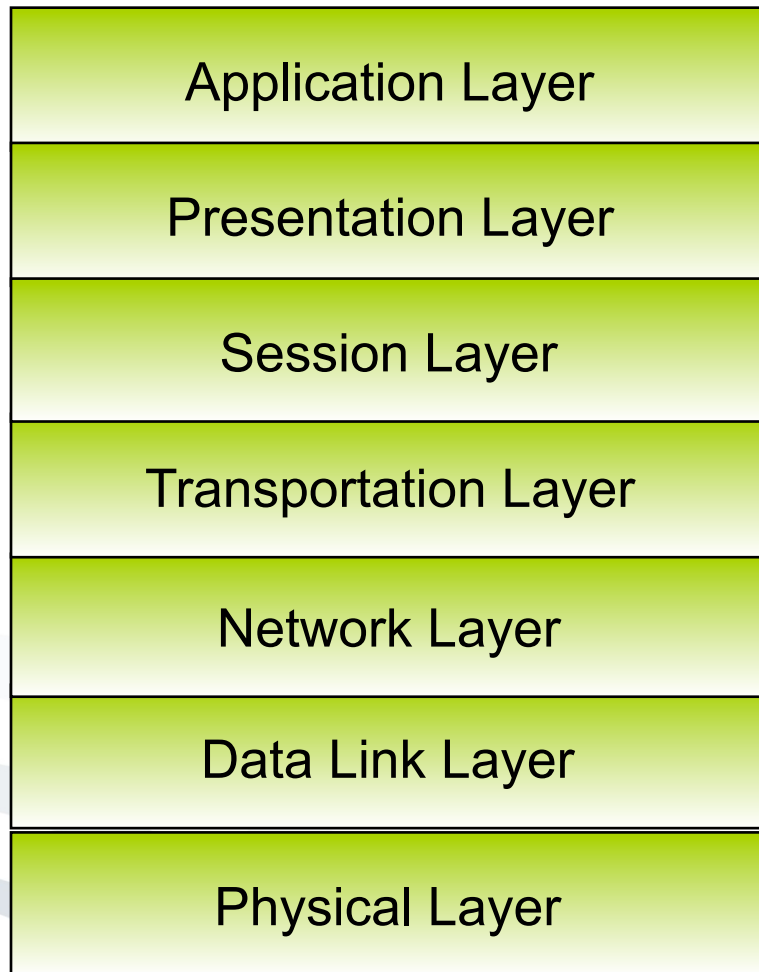 Application Layer
Presentation Layer
Session Layer
Transportation Layer
Network Layer
Data Link Layer
Physical Layer